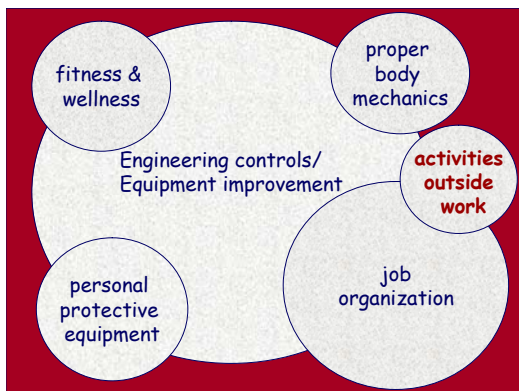 fitness &
wellness
proper
body
mechanics
Engineering controls/
Equipment improvement
activities
outside
work
personal
protective
equipment
job
organization